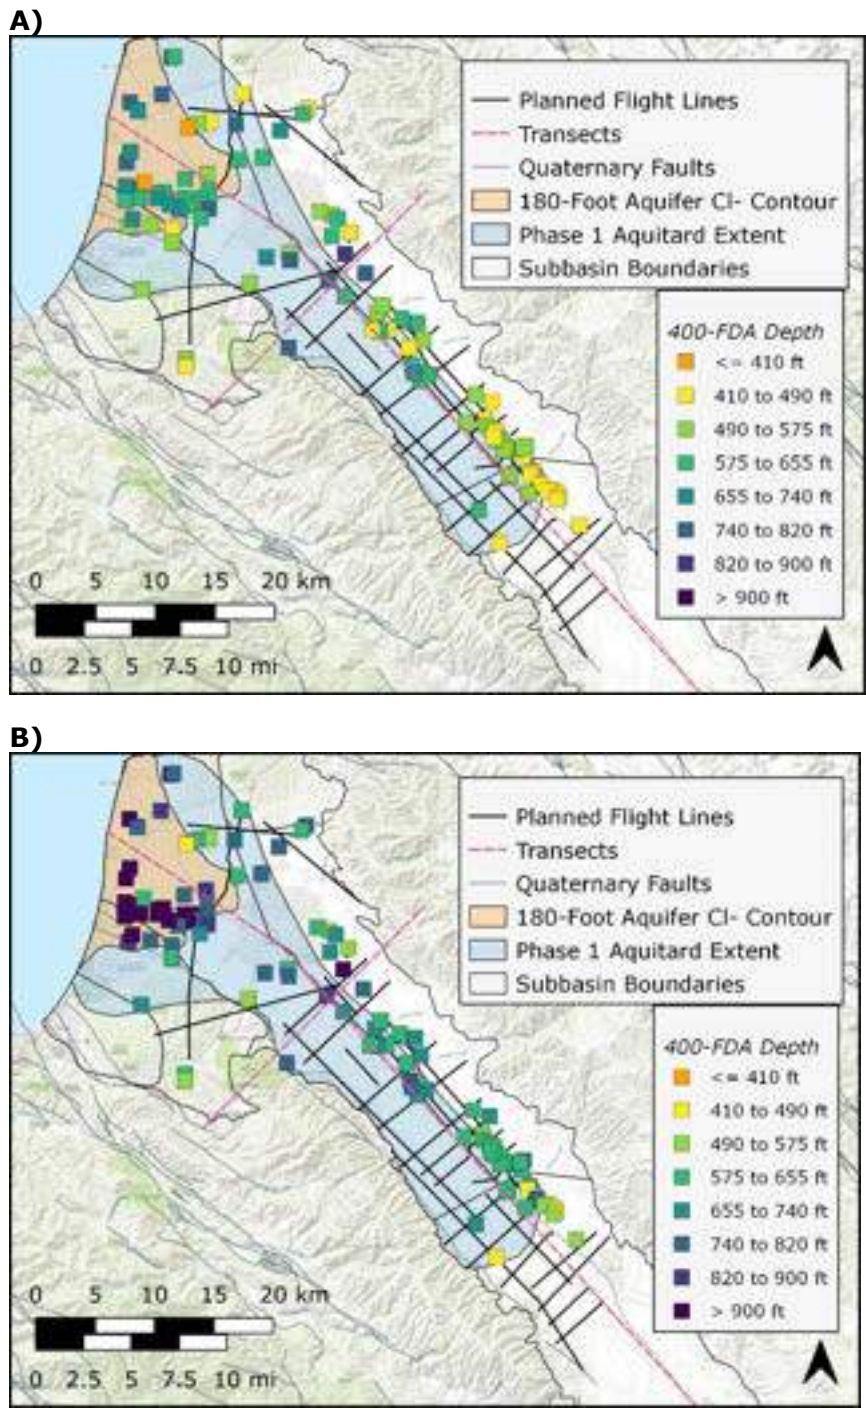 A)
Planned Flight Lines
Transects
Quaternary Faults
180-Foot Aquifer Cl- Contour
Phase 1 Aquitard Extent
Subbasin Boundaries
400-FDA Depth
<= 410 ft
410 to 490 ft
490 to 575 ft
575 to 655 ft
655 to 740 ft
740 to 820 ft
820 to 900 ft
> 900 ft
0 5 10 15 20 km
0 2.5 5 7.5 10 mi
B)
Planned Flight Lines
Transects
Quaternary Faults
180-Foot Aquifer Cl- Contour
Phase 1 Aquitard Extent
Subbasin Boundaries
400-FDA Depth
<= 410 ft
410 to 490 ft
490 to 575 ft
575 to 655 ft
655 to 740 ft
740 to 820 ft
820 to 900 ft
> 900 ft
0 5 10 15 20 km
0 2.5 5 7.5 10 mi